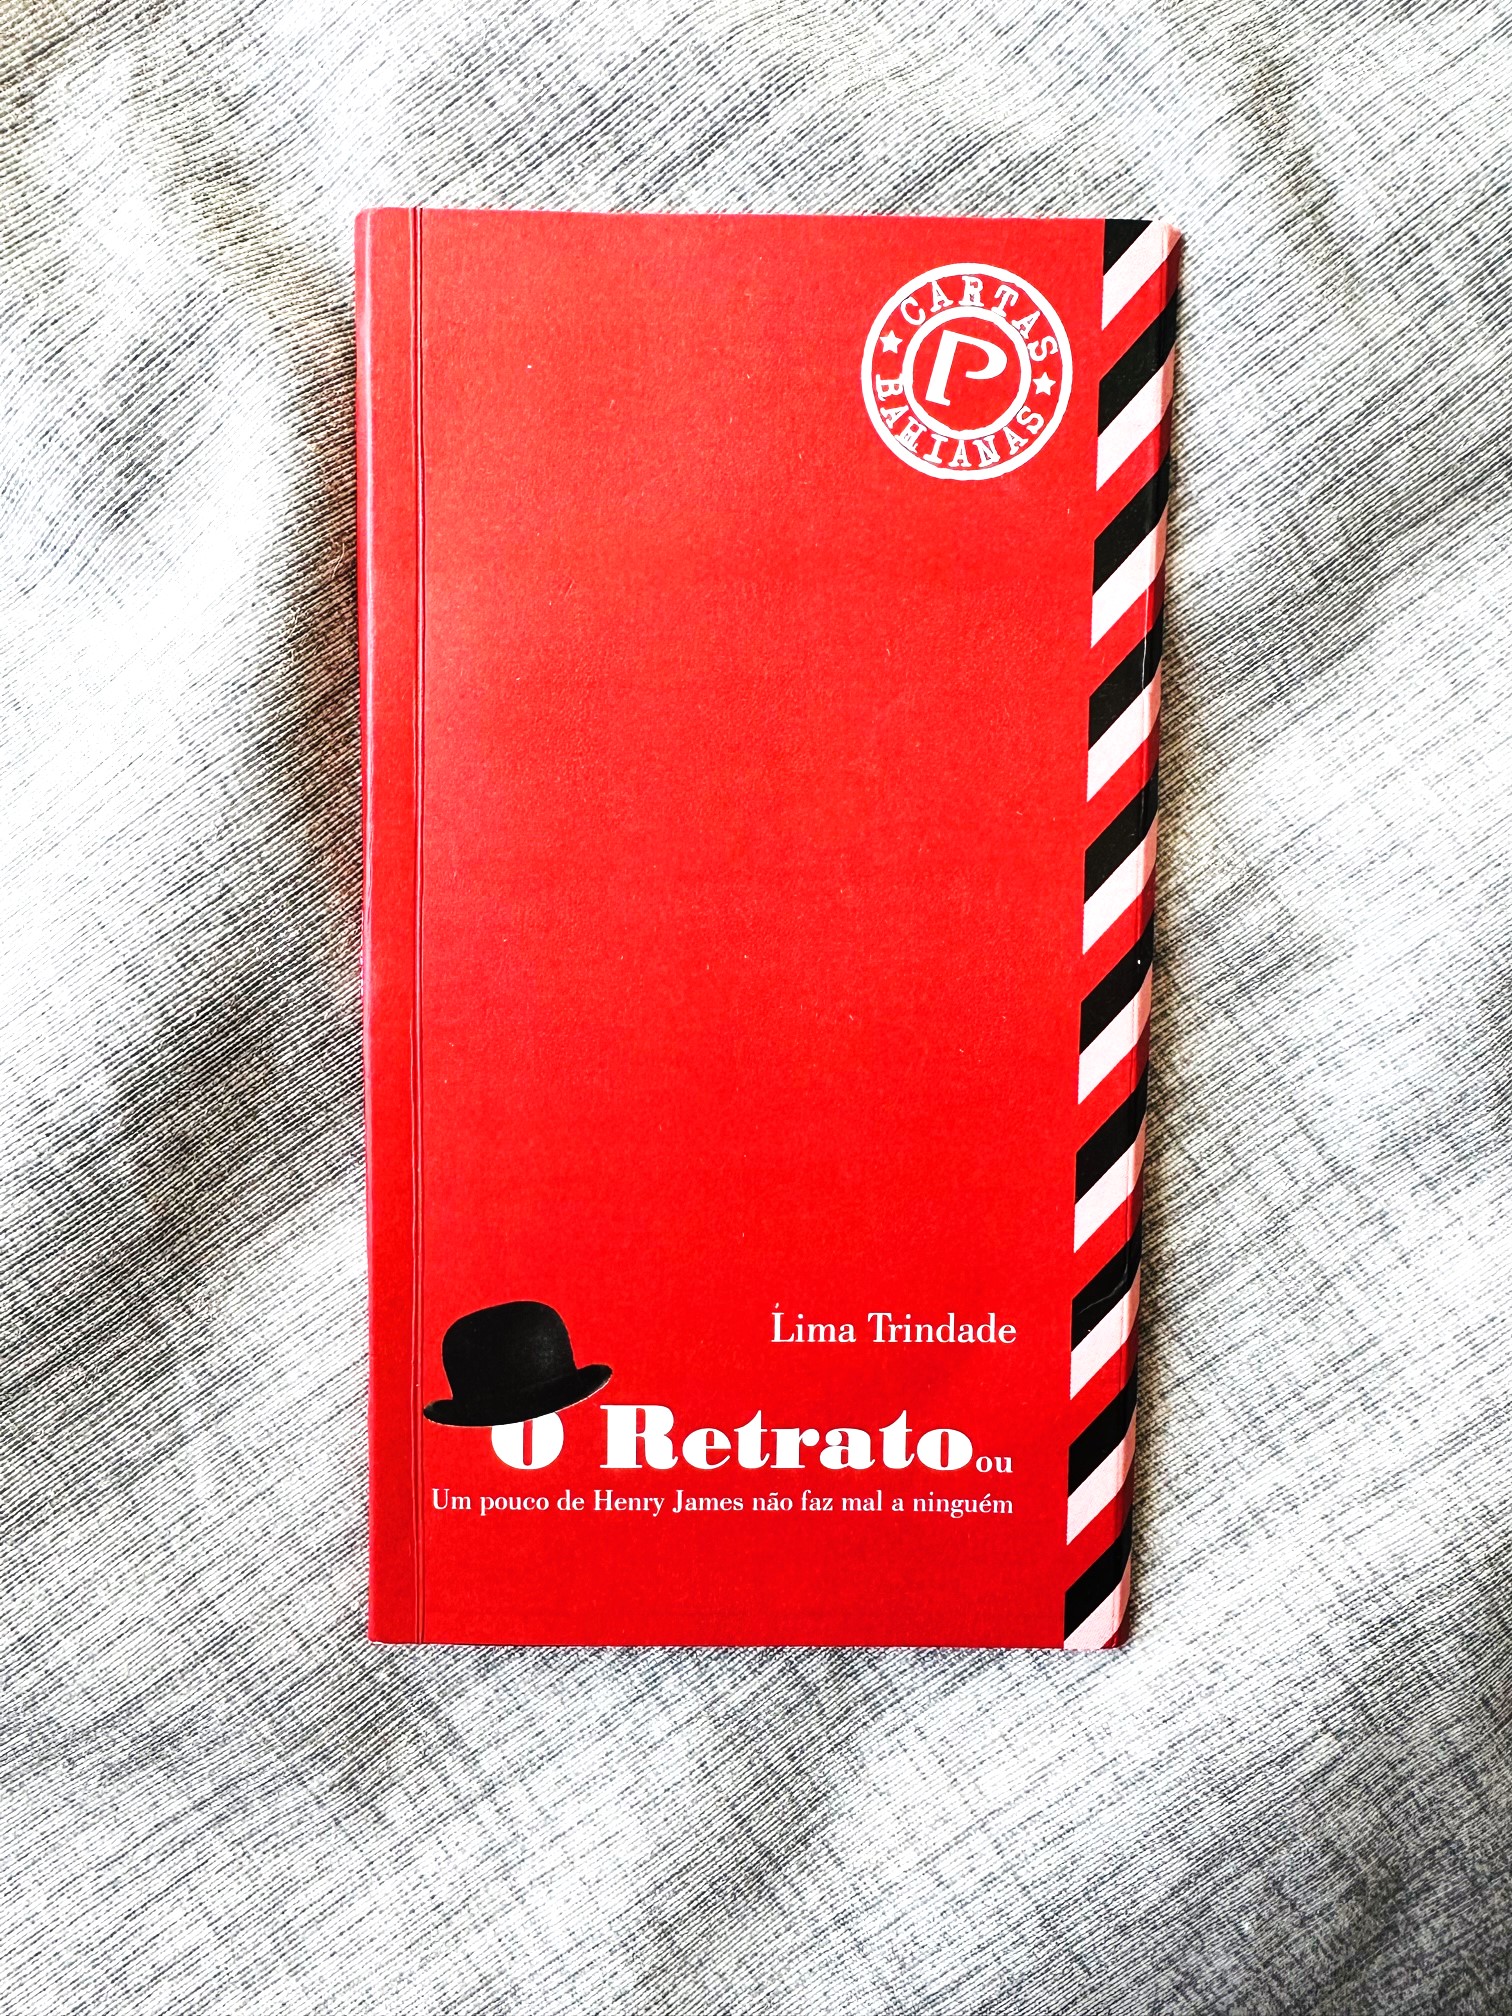 CARTAS
P
BAHIANAS
Lima Trindade
O Retrato ou
Um pouco de Henry James não faz mal a ninguém